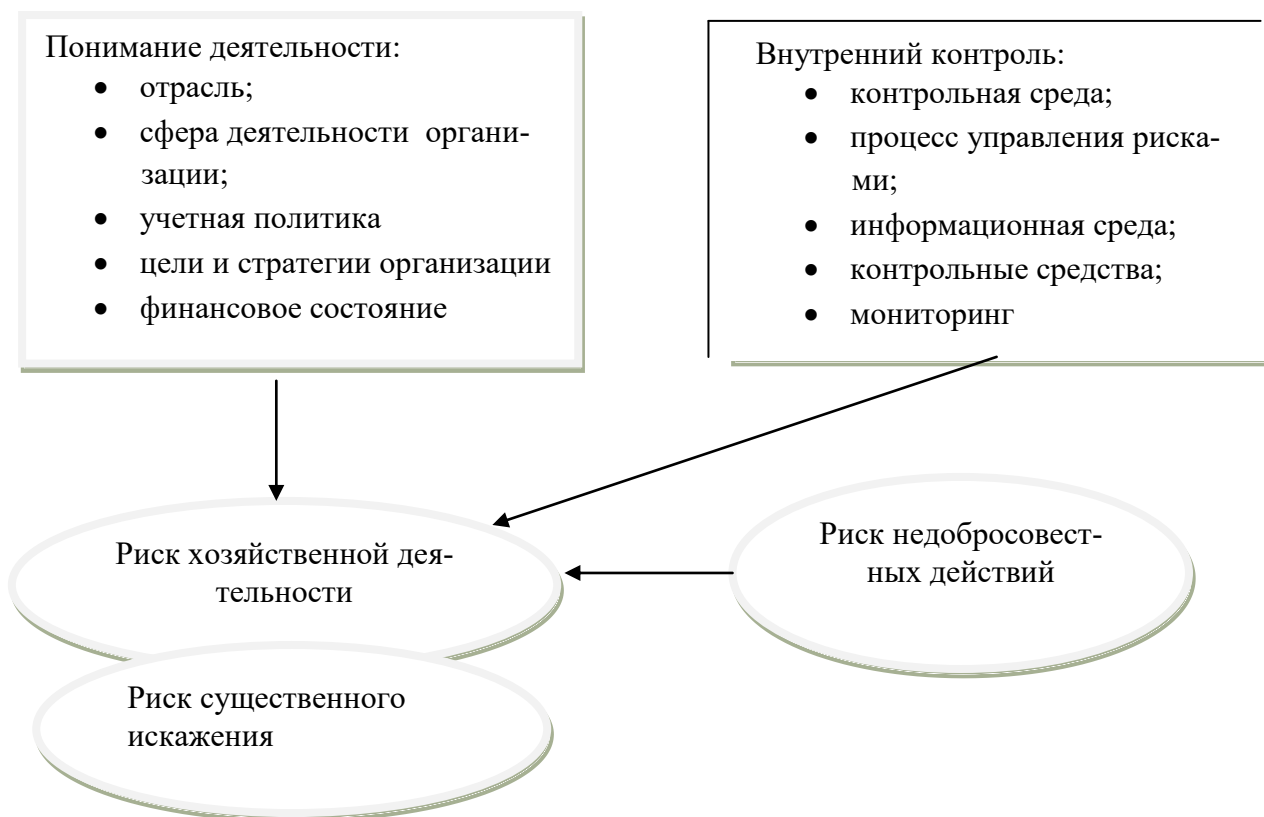 Понимание деятельности:
• отрасль;
• сфера деятельности органи-
зации;
• учетная политика
• цели и стратегии организации
• финансовое состояние
Внутренний контроль:
• контрольная среда;
• процесс управления риска-
ми;
• информационная среда;
• контрольные средства;
• мониторинг
Риск хозяйственной дея-
тельности
Риск недобросовест-
ных действий
Риск существенного
искажения